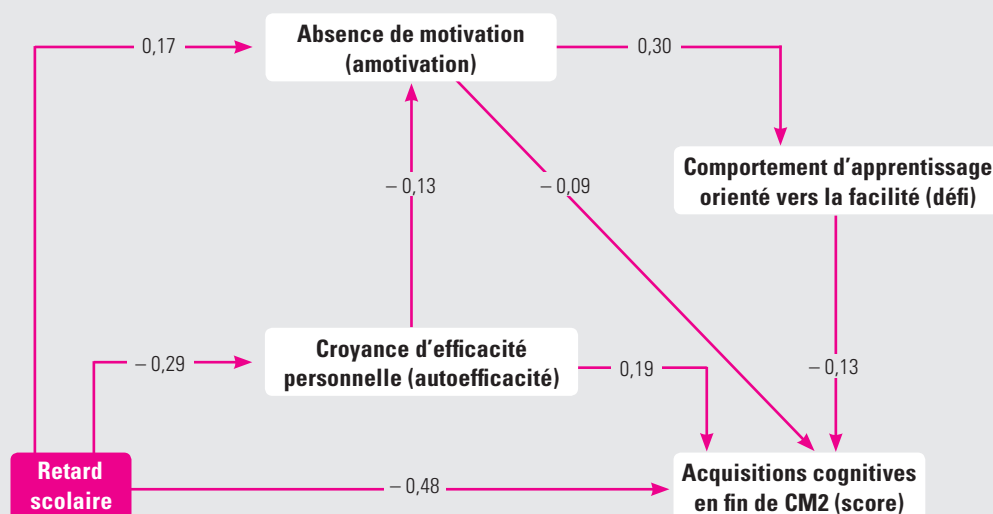 0,17
Absence de motivation
(amotivation)
0,30
Comportement d'apprentissage
orienté vers la facilité (défi)
– 0,13
– 0,09
– 0,29
Croyance d'efficacité
personnelle (autoefficacité)
0,19
– 0,13
Retard
scolaire
– 0,48
Acquisitions cognitives
en fin de CM2 (score)